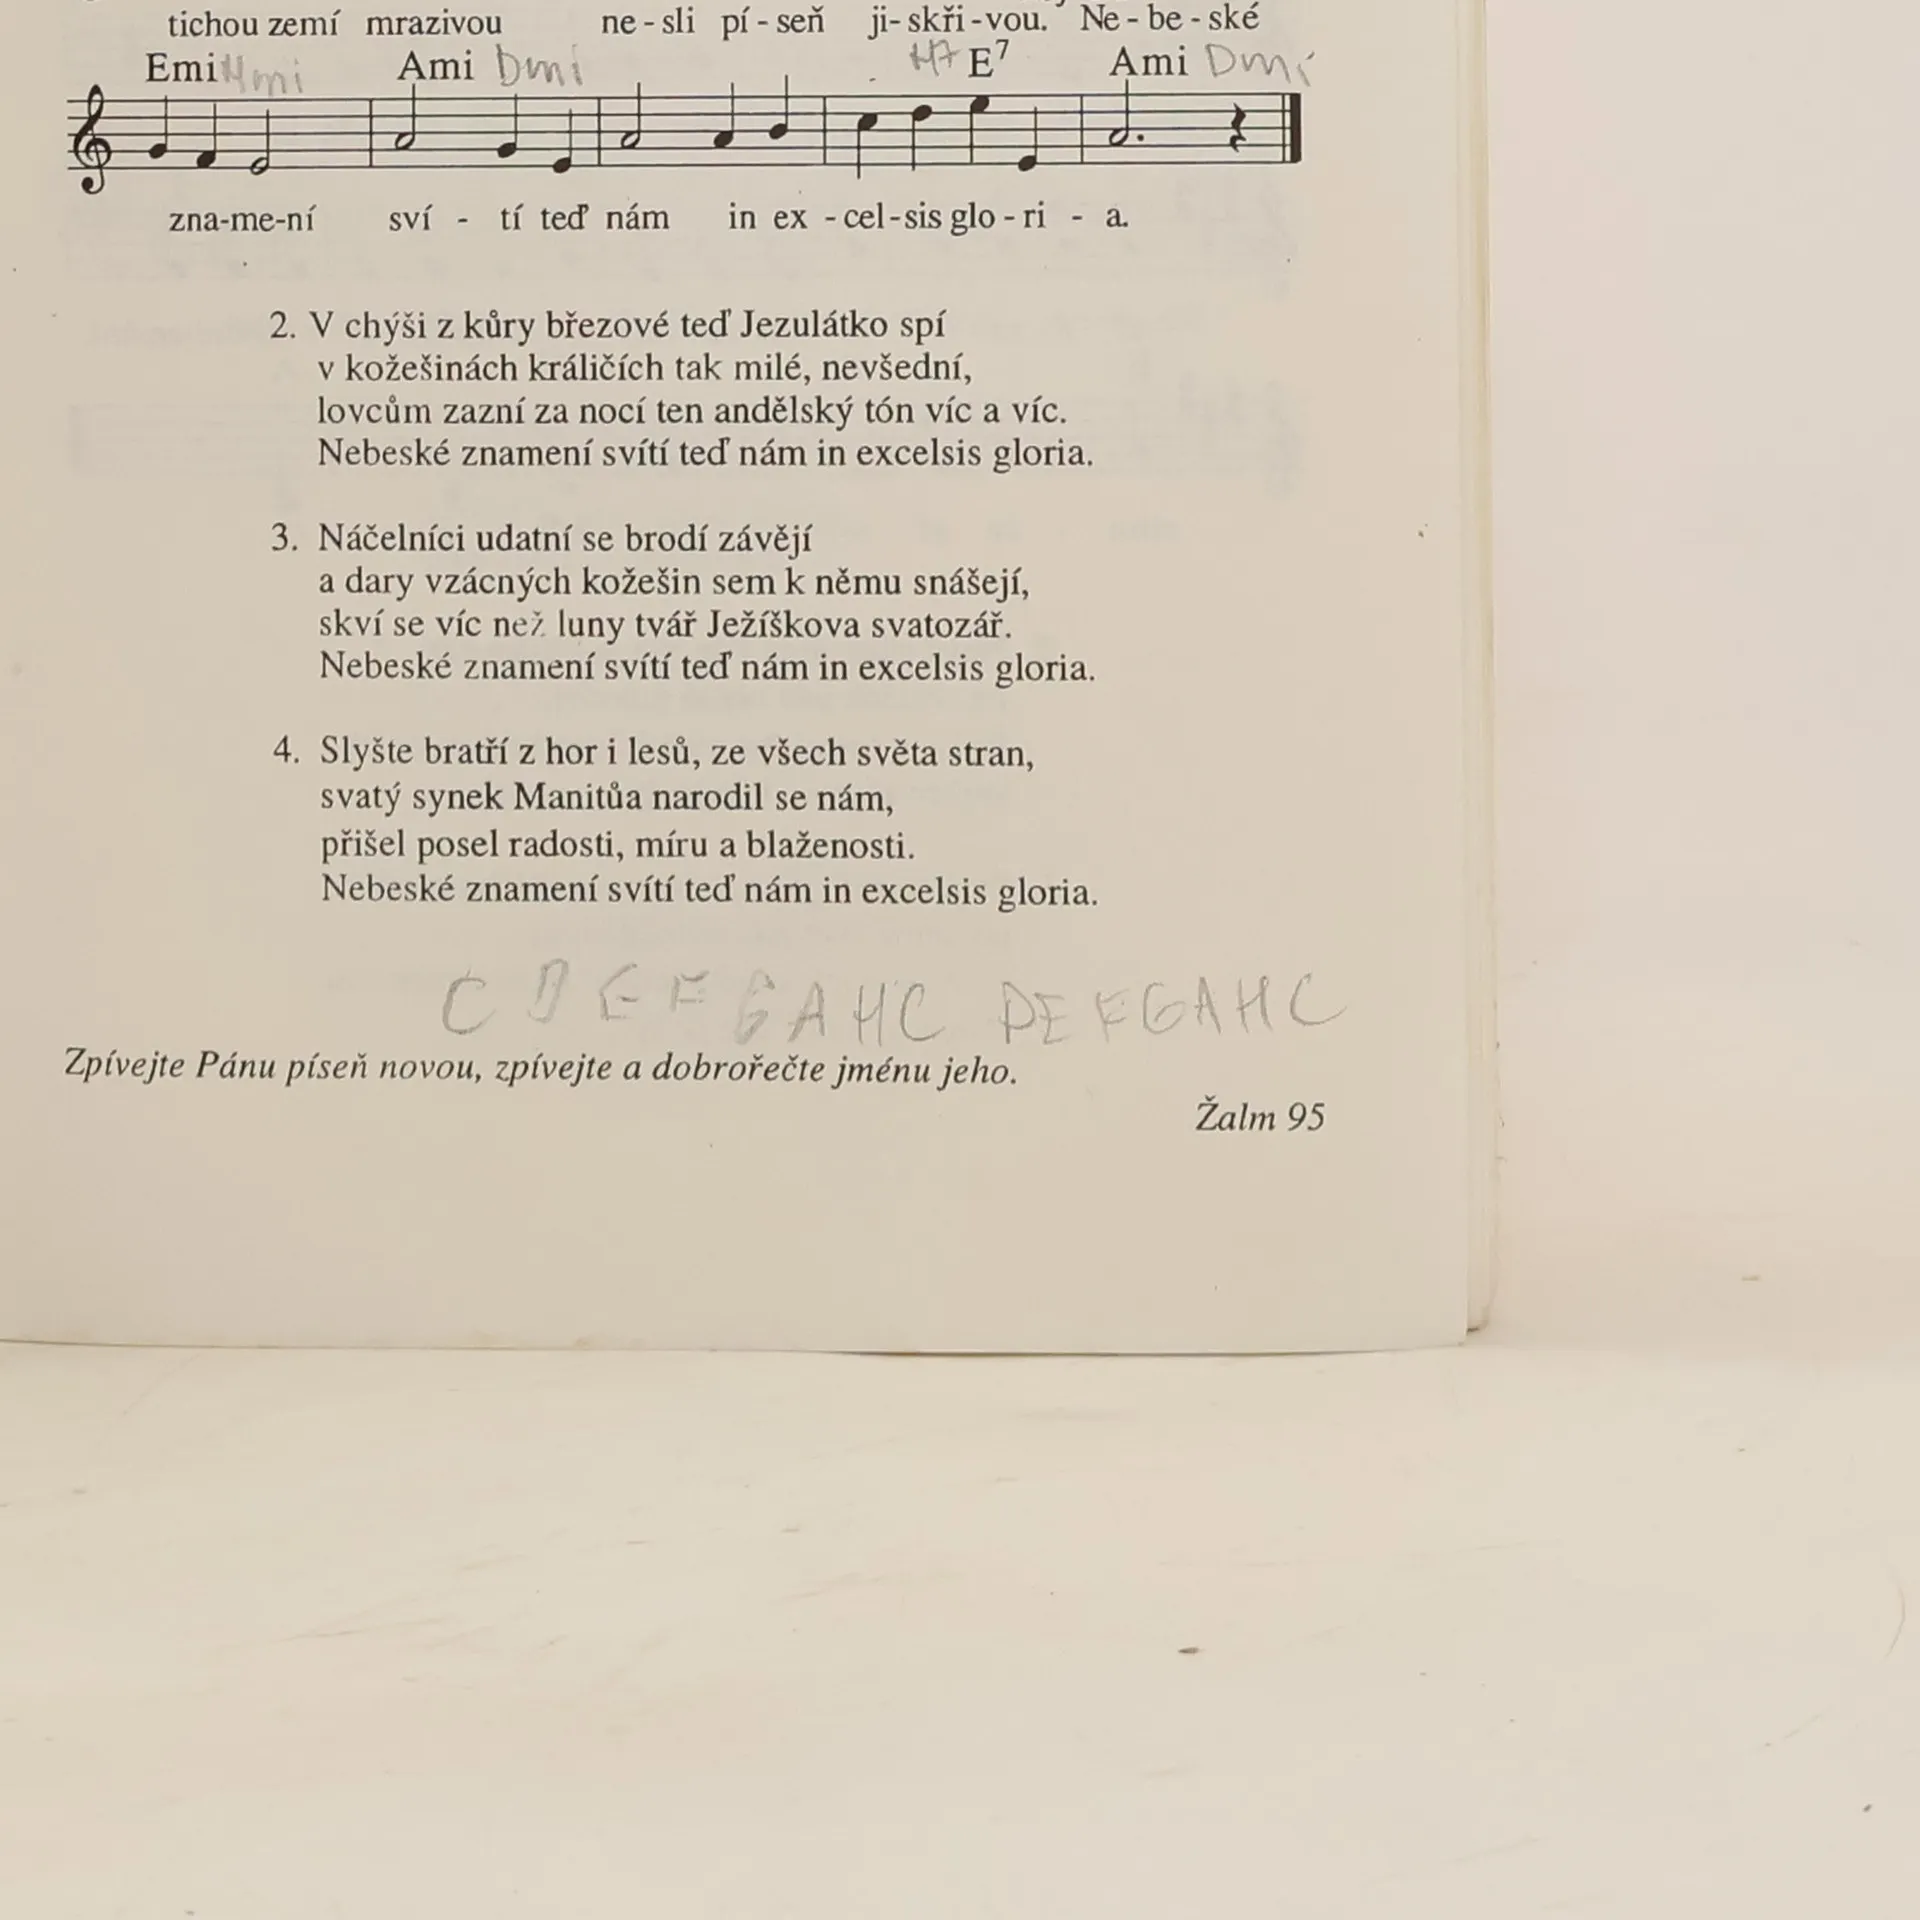 tichou zemí mrazivou ne - sli pí - seň ji - skři - vou. Ne - be - ské
Emi Hmi Ami Dmi H7 E7 Ami Dmi
zna-me-ní sví - tí teď nám in ex - cel - sis glo - ri - a.
2. V chýši z kůry březové teď Jezulátko spí
v kožešinách králičích tak milé, nevšední,
lovcům zazní za nocí ten andělský tón víc a víc.
Nebeské znamení svítí teď nám in excelsis gloria.
3. Náčelníci udatní se brodí závějí
a dary vzácných kožešin sem k němu snášejí,
skví se víc než luny tvář Ježíškova svatozář.
Nebeské znamení svítí teď nám in excelsis gloria.
4. Slyšte bratří z hor i lesů, ze všech světa stran,
svatý synek Manitůa narodil se nám,
přišel posel radosti, míru a blaženosti.
Nebeské znamení svítí teď nám in excelsis gloria.
C D E F G A H C D E F G A H C
Zpívejte Pánu píseň novou, zpívejte a dobrořečte jménu jeho.
Žalm 95